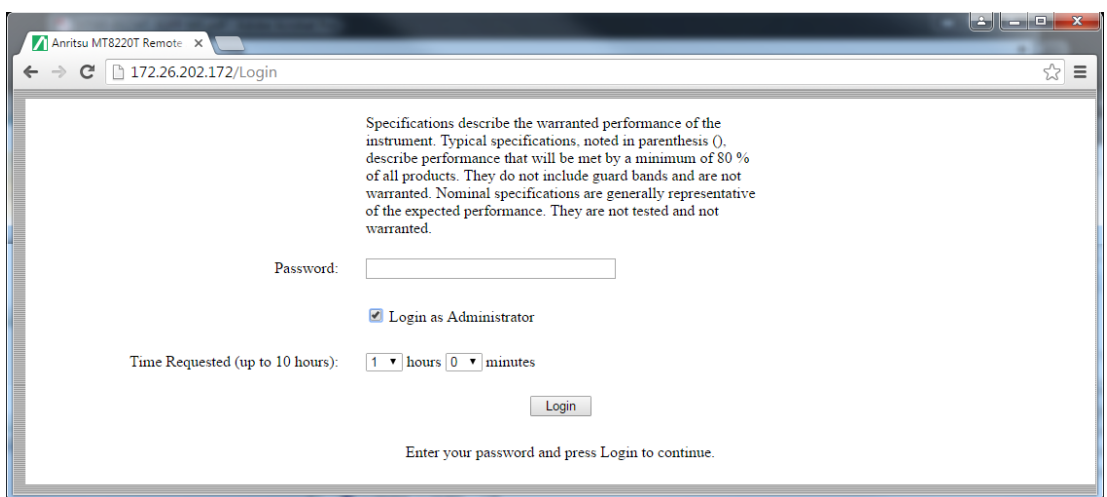 Anritsu MT8220T Remote
172.26.202.172/Login
Specifications describe the warranted performance of the
instrument. Typical specifications, noted in parenthesis (),
describe performance that will be met by a minimum of 80 %
of all products. They do not include guard bands and are not
warranted. Nominal specifications are generally representative
of the expected performance. They are not tested and not
warranted.
Password:
Login as Administrator
Time Requested (up to 10 hours): 1 hours 0 minutes
Login
Enter your password and press Login to continue.